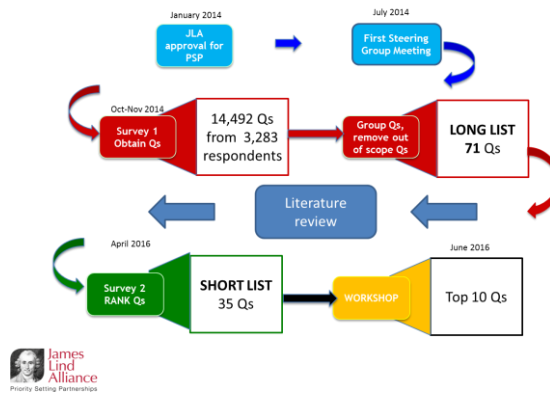 January 2014
JLA
approval for
PSP
July 2014
First Steering
Group Meeting
Oct-Nov 2014
Survey 1
Obtain Qs
14,492 Qs
from 3,283
respondents
Group Qs,
remove out
of scope Qs
LONG LIST
71 Qs
Literature
review
April 2016
Survey 2
RANK Qs
SHORT LIST
35 Qs
June 2016
WORKSHOP
Top 10 Qs
James
Lind
Alliance
Priority Setting Partnerships